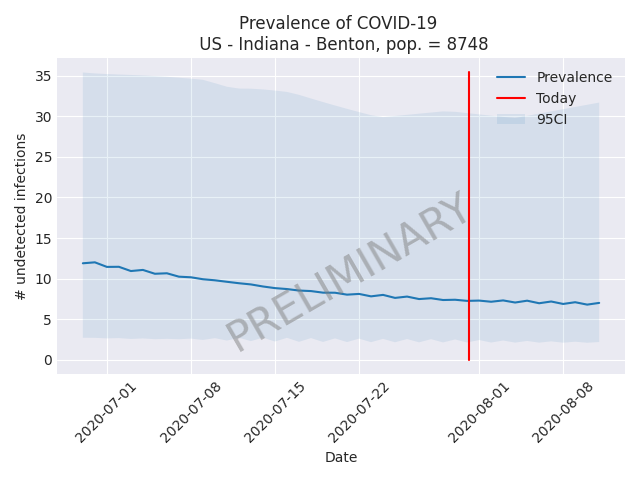 Prevalence of COVID-19
US - Indiana - Benton, pop. = 8748
# undetected infections
35
30
25
20
15
10
5
0
Prevalence
Today
95CI
PRELIMINARY
2020-07-01
2020-07-08
2020-07-15
2020-07-22
2020-08-01
2020-08-08
Date